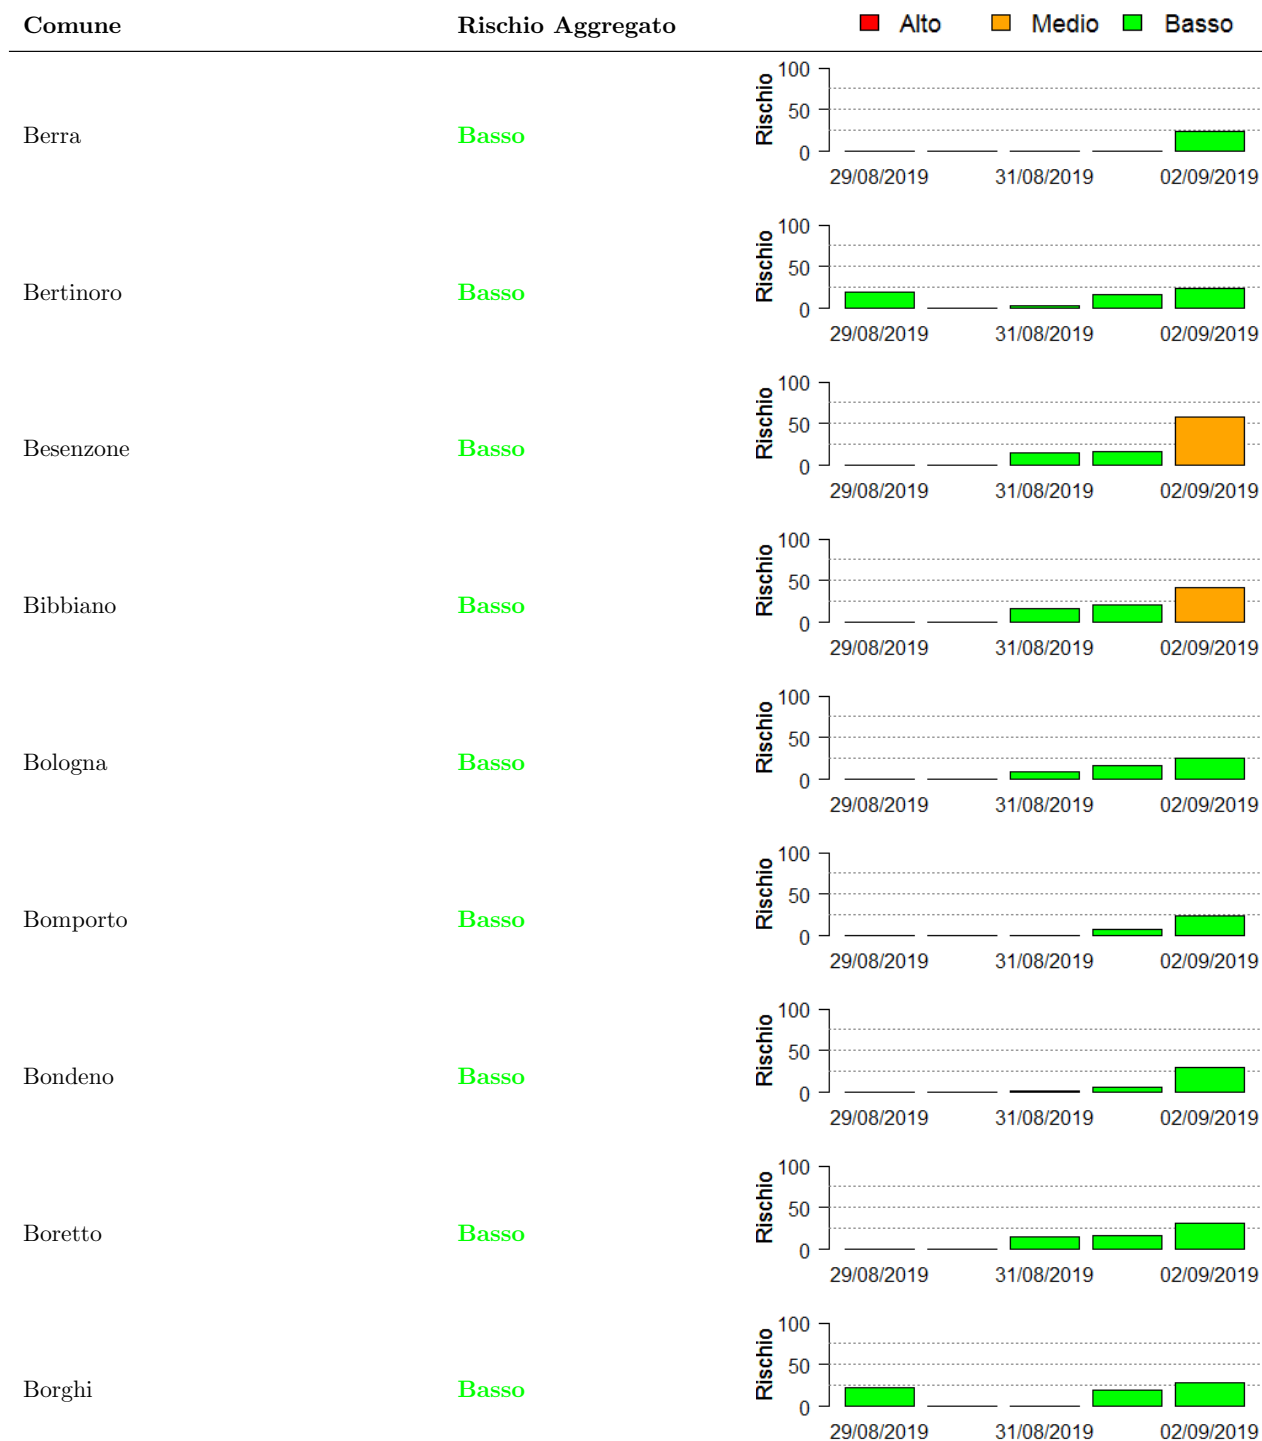 Comune Rischio Aggregato Alto Medio Basso
Berra Basso
Rischio
100
50
0
29/08/2019 31/08/2019 02/09/2019
Bertinoro Basso
Rischio
100
50
0
29/08/2019 31/08/2019 02/09/2019
Besenzone Basso
Rischio
100
50
0
29/08/2019 31/08/2019 02/09/2019
Bibbiano Basso
Rischio
100
50
0
29/08/2019 31/08/2019 02/09/2019
Bologna Basso
Rischio
100
50
0
29/08/2019 31/08/2019 02/09/2019
Bomporto Basso
Rischio
100
50
0
29/08/2019 31/08/2019 02/09/2019
Bondeno Basso
Rischio
100
50
0
29/08/2019 31/08/2019 02/09/2019
Boretto Basso
Rischio
100
50
0
29/08/2019 31/08/2019 02/09/2019
Borghi Basso
Rischio
100
50
0
29/08/2019 31/08/2019 02/09/2019